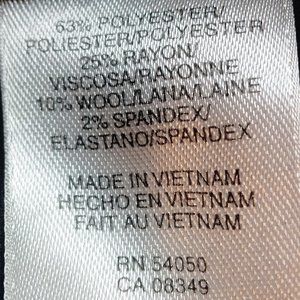 63% POLYESTER/
POLIESTER/POLYESTER
25% RAYON/
VISCOSA/RAYONNE
10% WOOL/LANA/LAINE
2% SPANDEX/
ELASTANO/SPANDEX
MADE IN VIETNAM
HECHO EN VIETNAM
FAIT AU VIETNAM
RN 54050
CA 08349